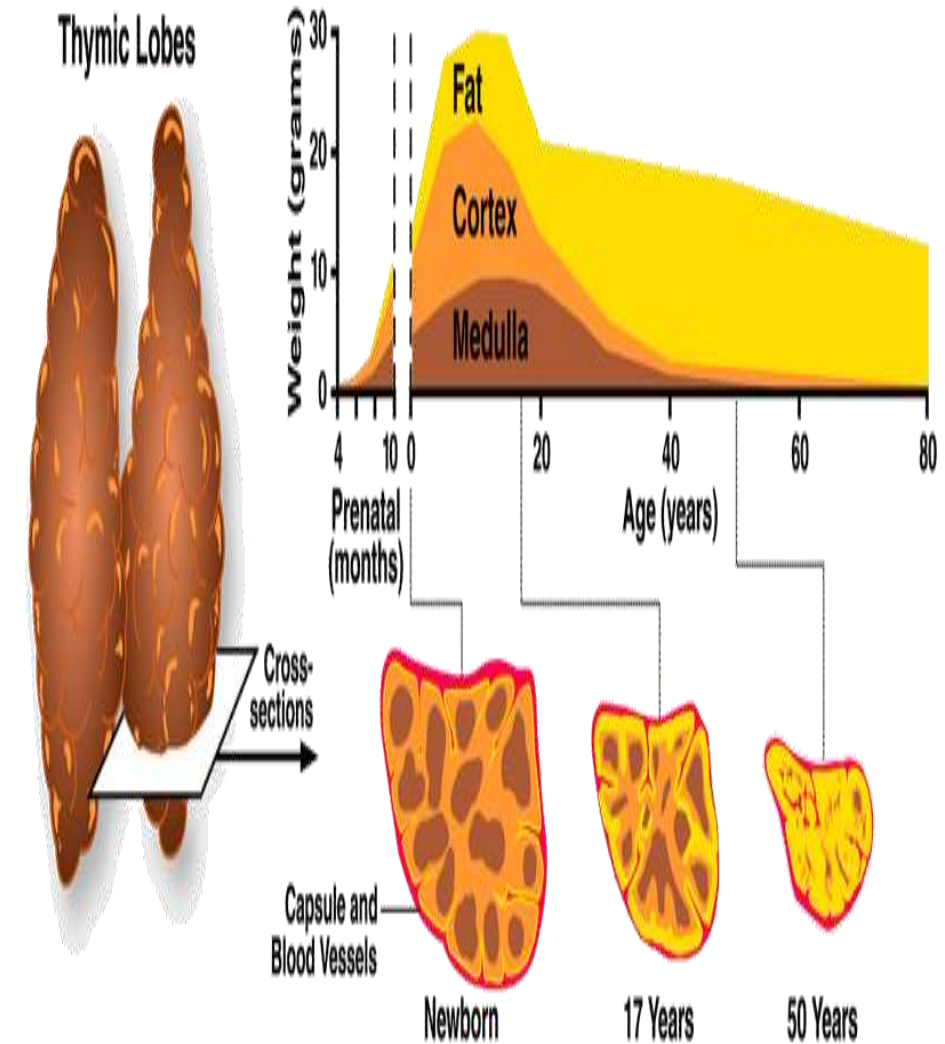 Thymic Lobes
Weight (grams)
30
20
10
0
Fat
Cortex
Medulla
4
10
0
20
40
60
80
Prenatal
(months)
Age (years)
Cross-
sections
Capsule and
Blood Vessels
Newborn
17 Years
50 Years